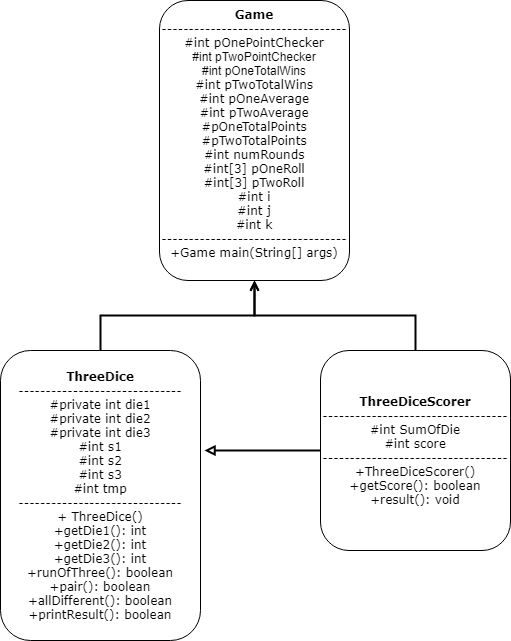 Game
#int pOnePointChecker
#int pTwoPointChecker
#int pOneTotalWins
#int pTwoTotalWins
#int pOneAverage
#int pTwoAverage
#pOneTotalPoints
#pTwoTotalPoints
#int numRounds
#int[3] pOneRoll
#int[3] pTwoRoll
#int i
#int j
#int k
+Game main(String[] args)
ThreeDice
#private int die1
#private int die2
#private int die3
#int s1
#int s2
#int s3
#int tmp
+ ThreeDice()
+getDie1(): int
+getDie2(): int
+getDie3(): int
+runOfThree(): boolean
+pair(): boolean
+allDifferent(): boolean
+printResult(): boolean
ThreeDiceScorer
#int SumOfDie
#int score
+ThreeDiceScorer()
+getScore(): boolean
+result(): void